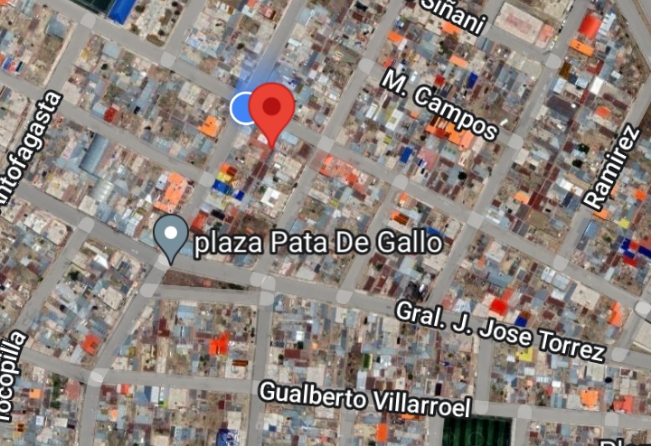 Siñani
M. Campos
Antofagasta
Ramirez
plaza Pata De Gallo
Gral. J. Jose Torrez
Tocopilla
Gualberto Villarroel